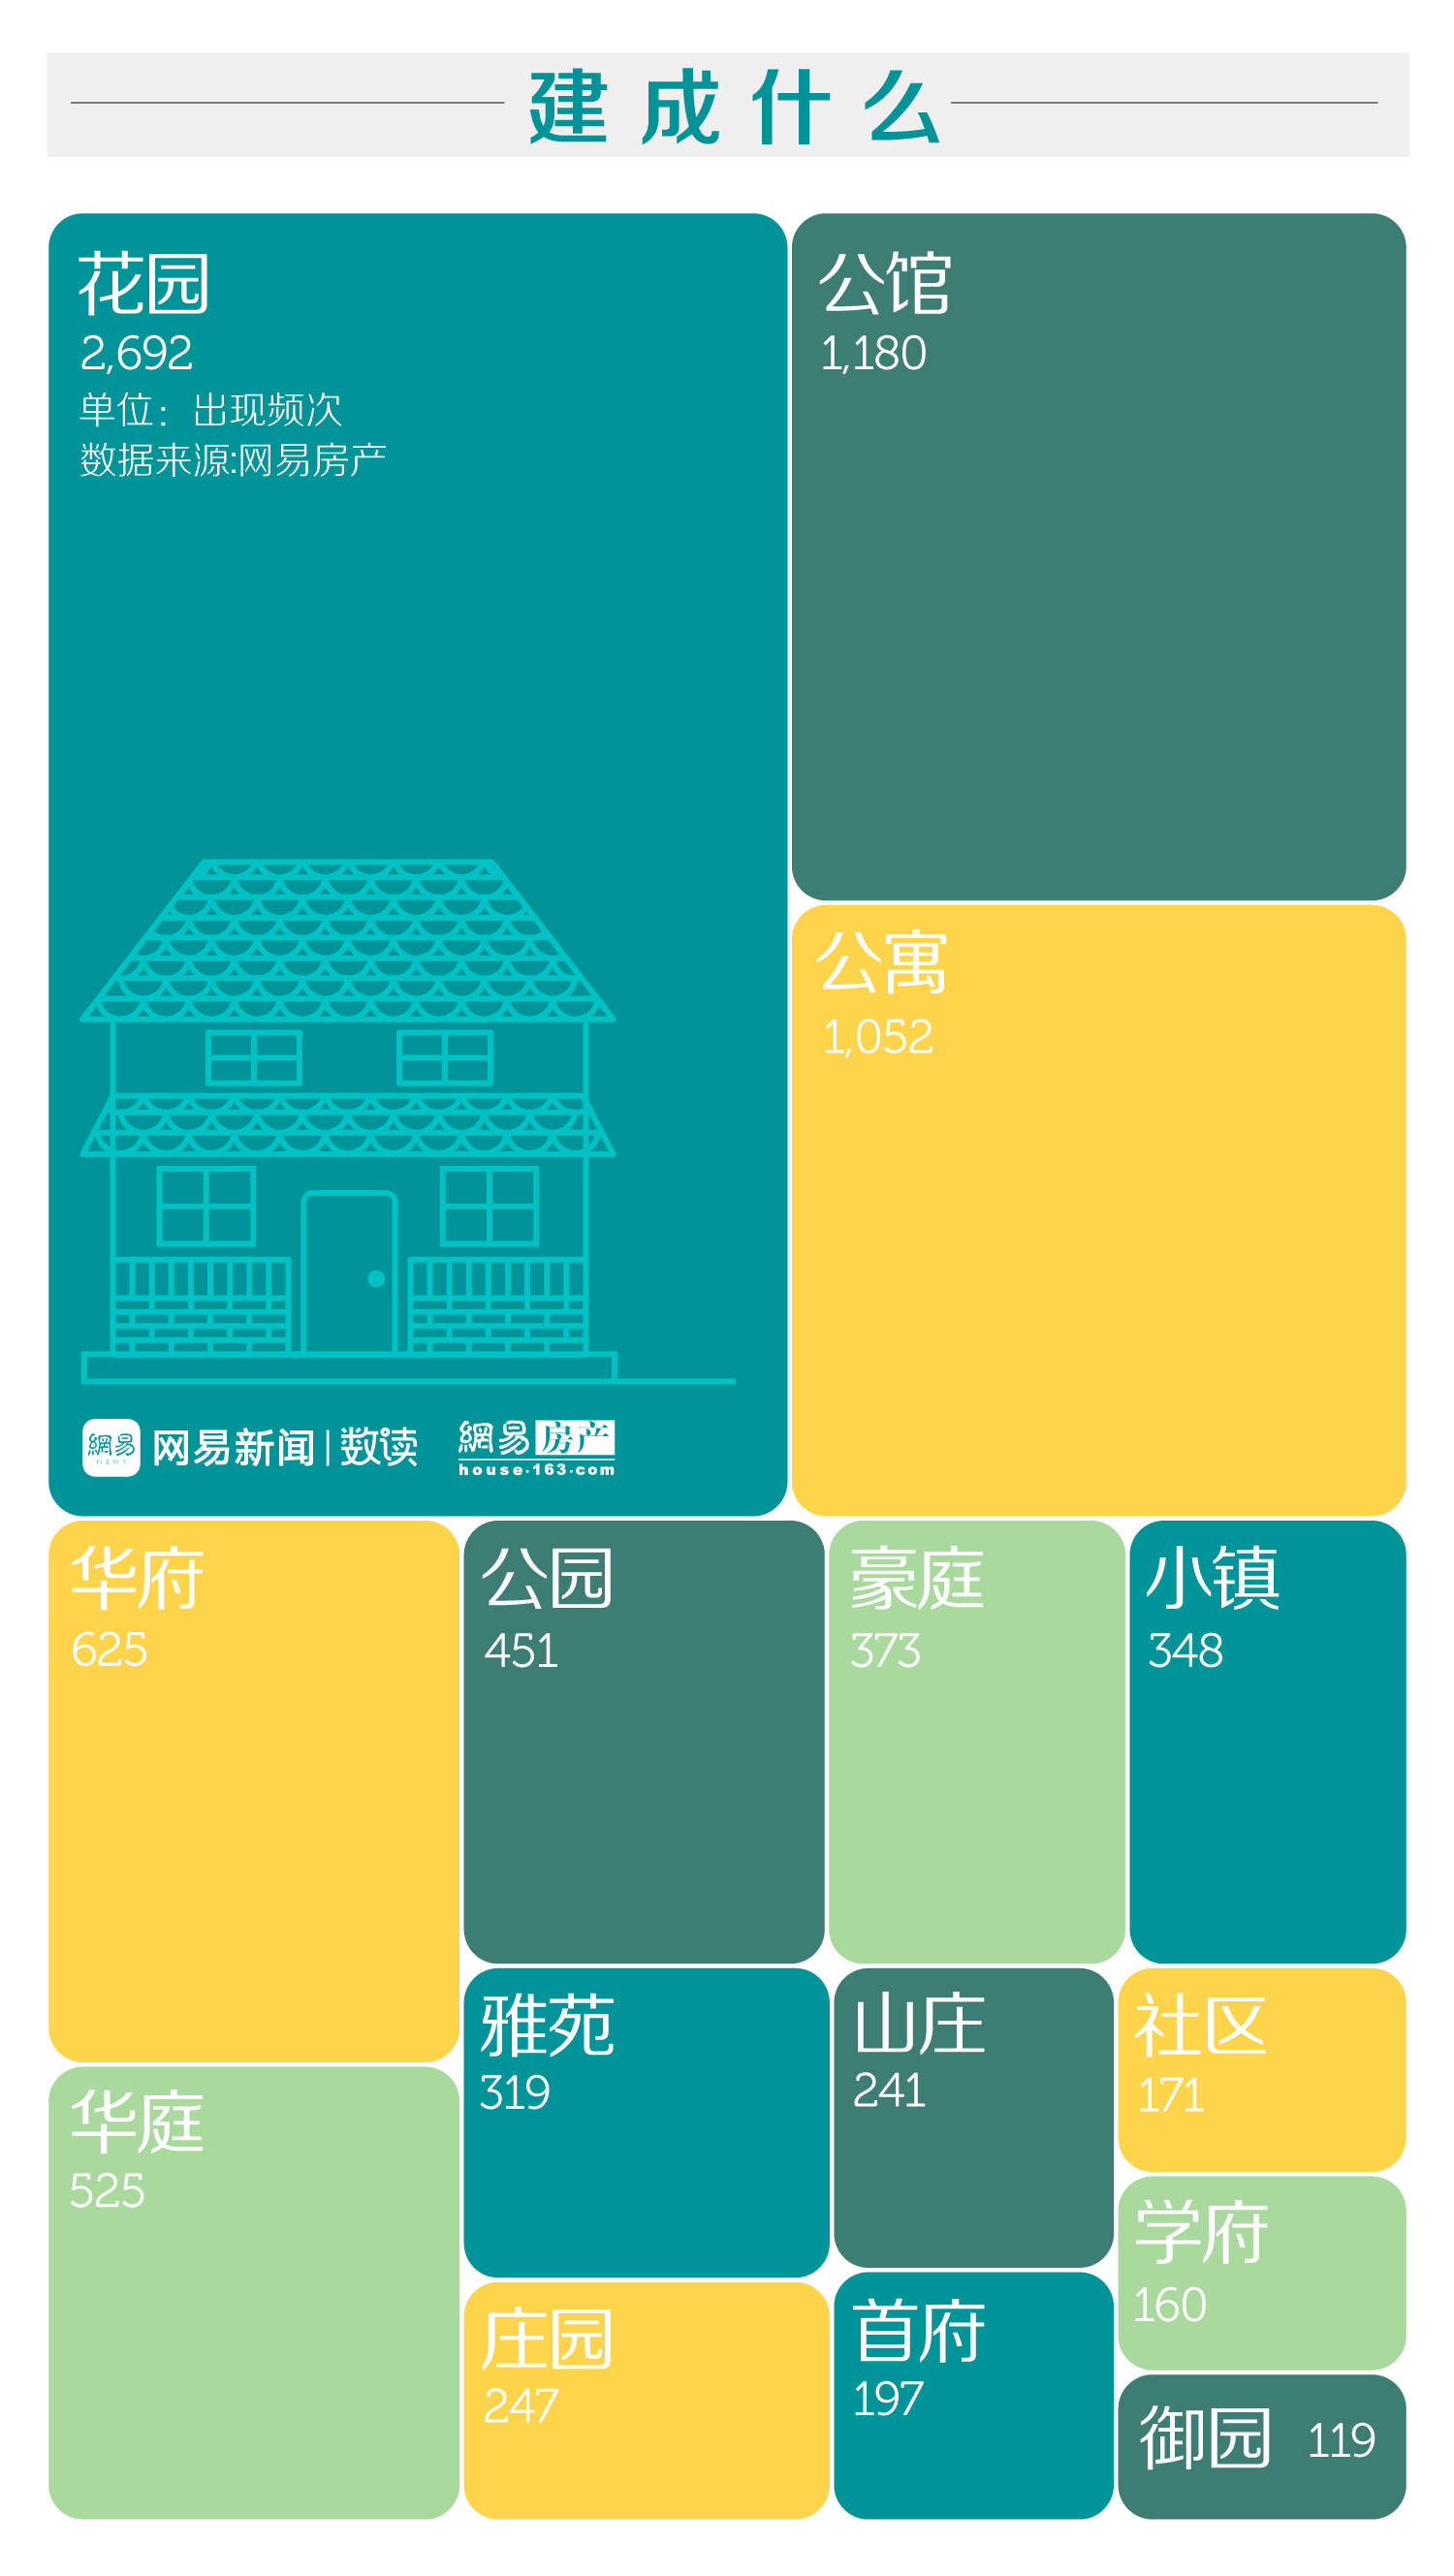 建成什么
花园
2,692
单位：出现频次
数据来源:网易房产
公馆
1,180
公寓
1,052
網易
NEWS
网易新闻|数读
網易房产
house·163·com
华府
625
公园
451
豪庭
373
小镇
348
华庭
525
雅苑
319
山庄
241
社区
171
学府
160
庄园
247
首府
197
御园 119